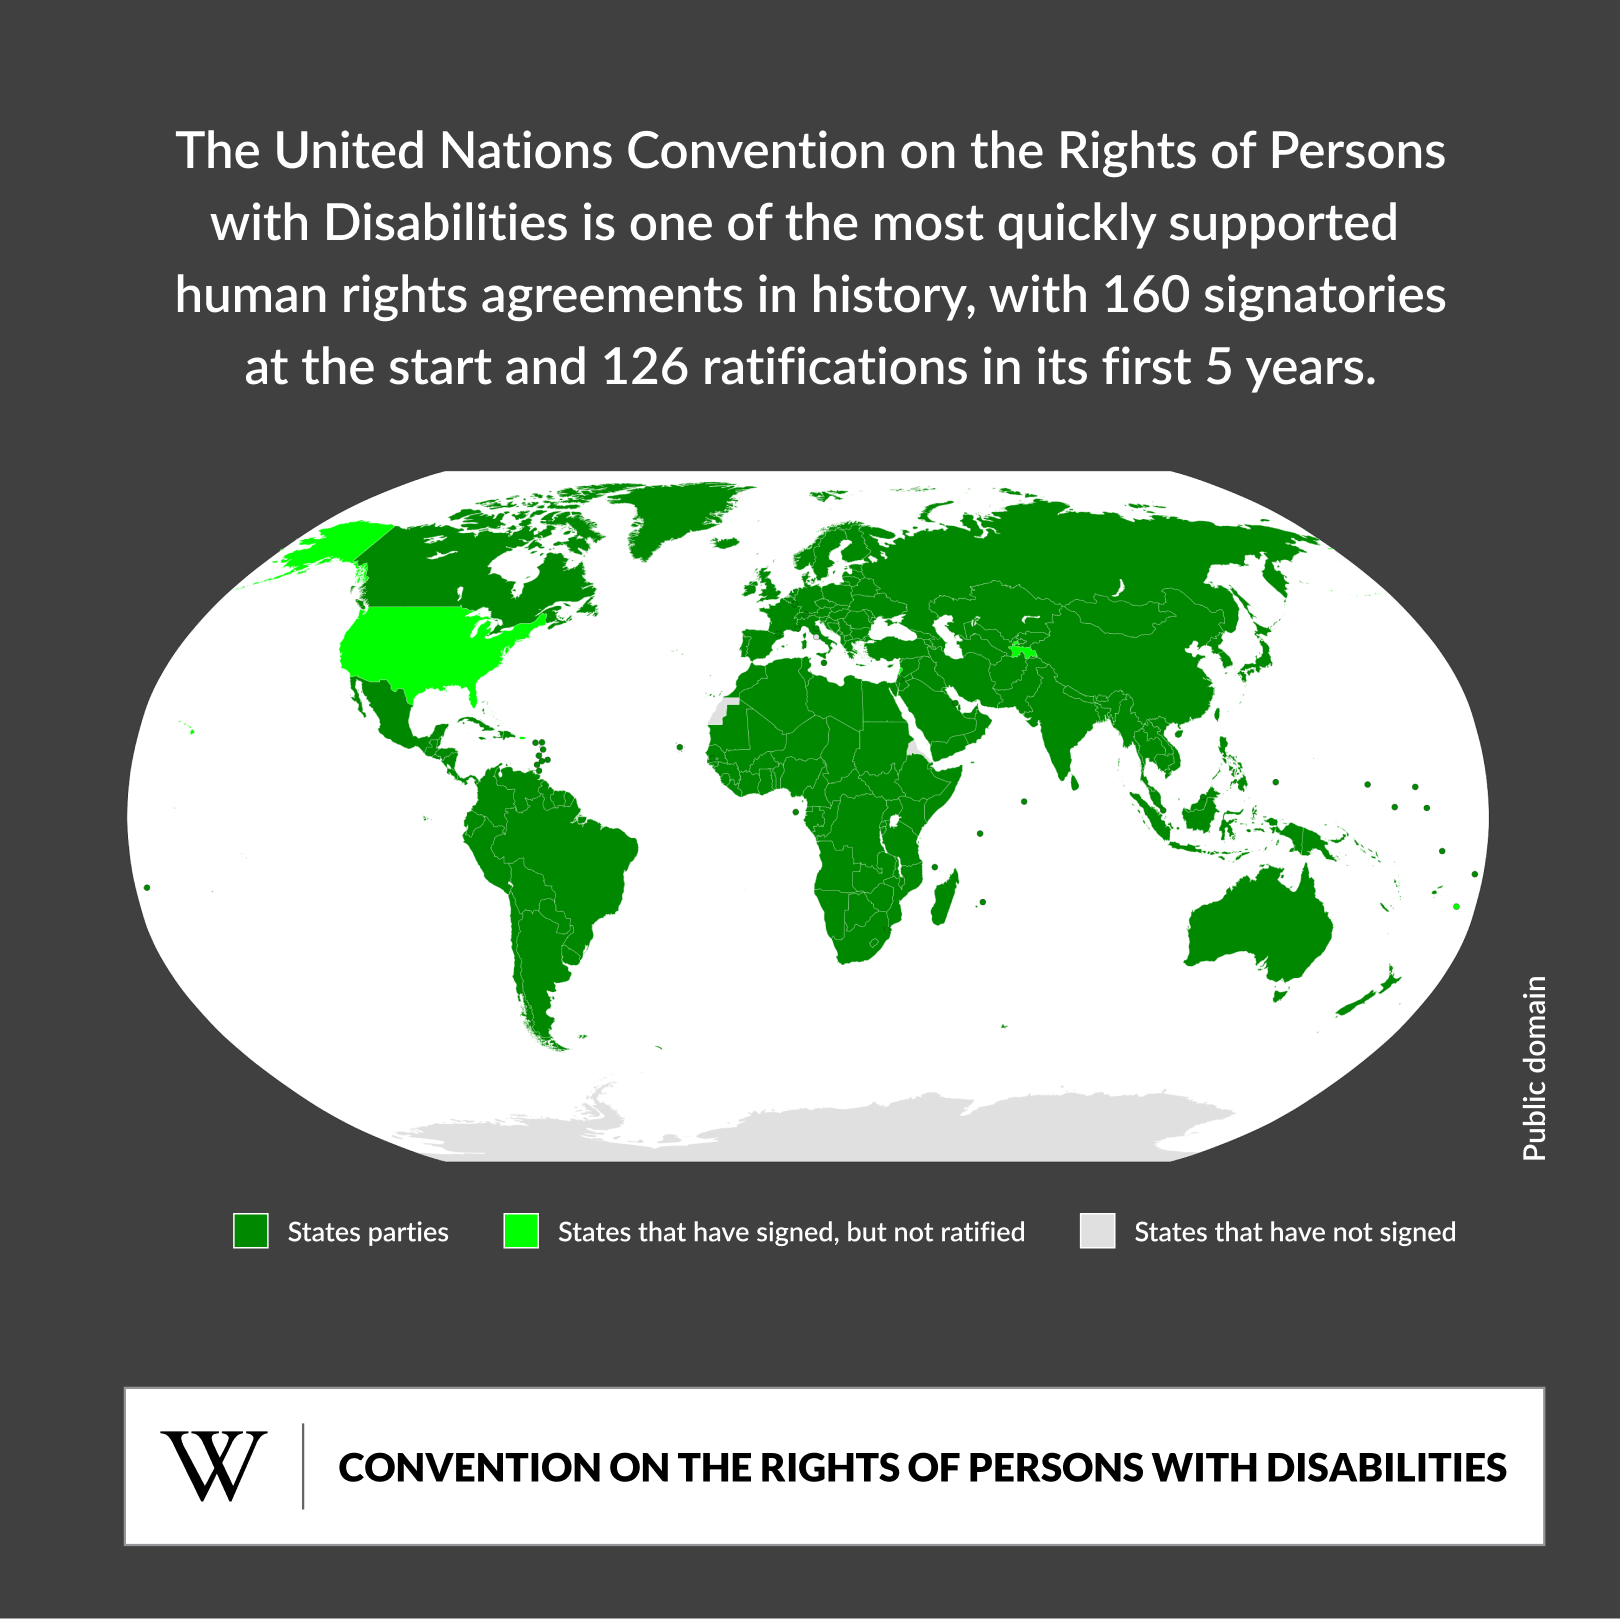 The United Nations Convention on the Rights of Persons
with Disabilities is one of the most quickly supported
human rights agreements in history, with 160 signatories
at the start and 126 ratifications in its first 5 years.
Public domain
States parties
States that have signed, but not ratified
States that have not signed
W
CONVENTION ON THE RIGHTS OF PERSONS WITH DISABILITIES